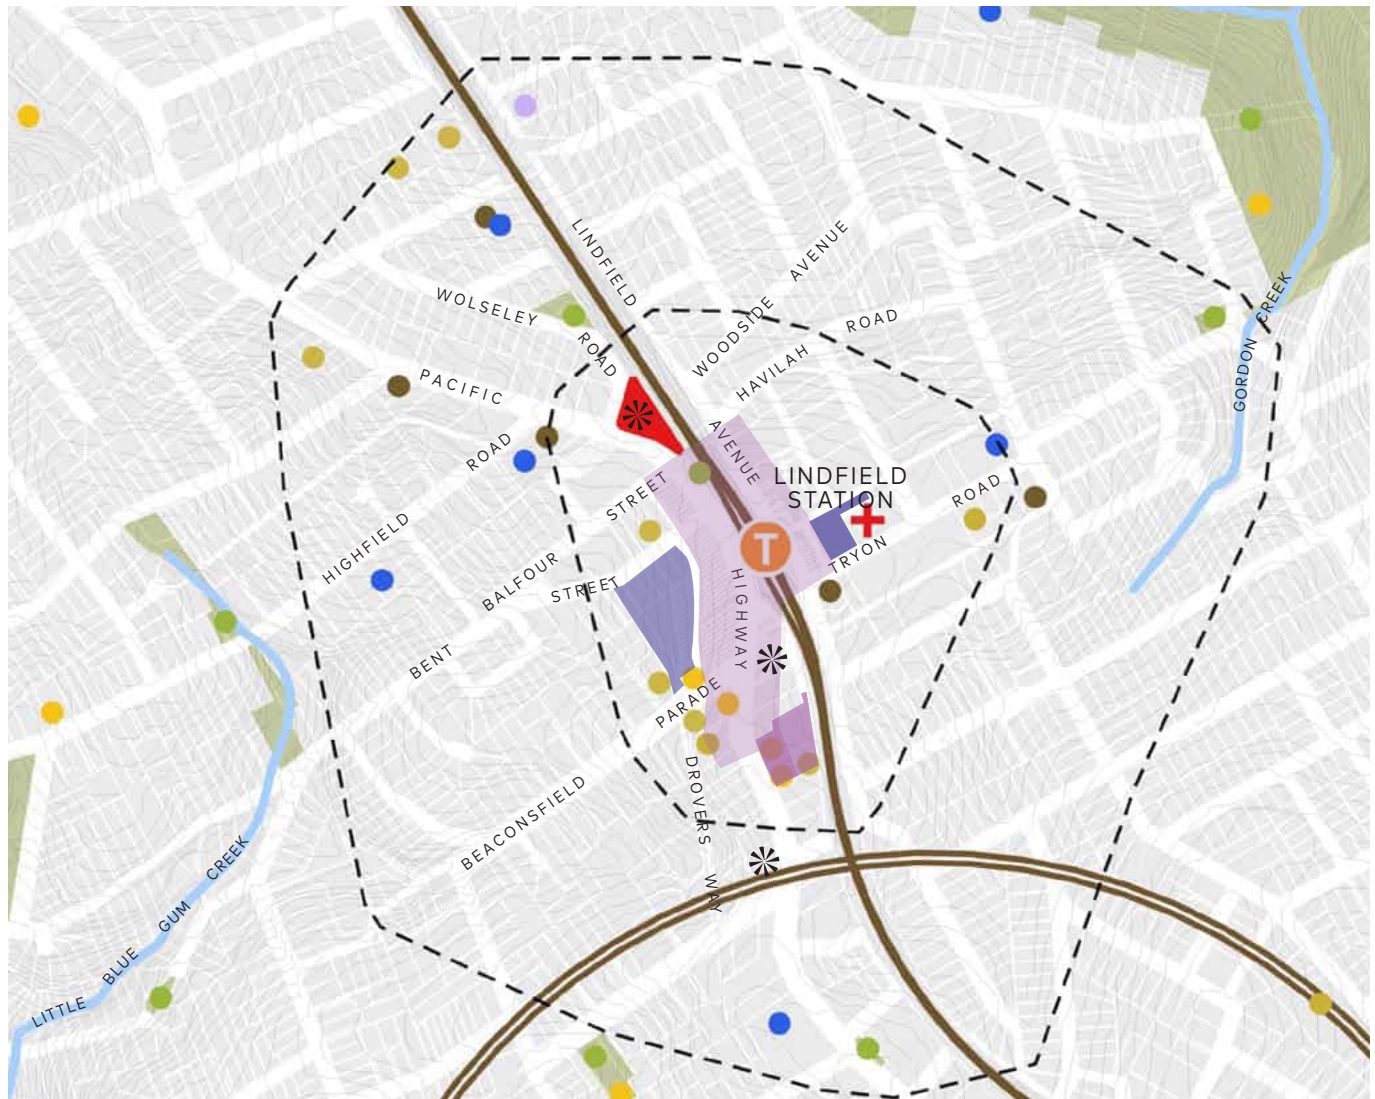 LINDFIELD
AVENUE
WOODSIDE
AVENUE
HAVILAH
ROAD
WOLSELEY
ROAD
PACIFIC
HIGHWAY
LINDFIELD
STATION
T
TRYON
ROAD
HIGHFIELD
ROAD
BALFOUR
STREET
BENT
STREET
BEACONSFIELD
PARADE
DROVERS
WAY
GORDON
CREEK
LITTLE
BLUE
GUM
CREEK